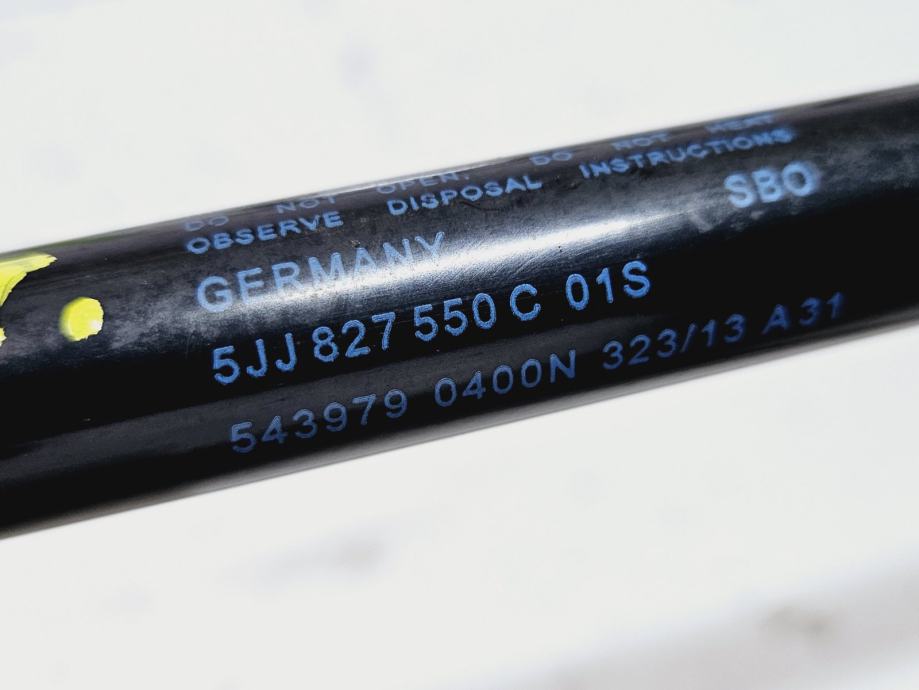 DO NOT OPEN. DO NOT HEAT
OBSERVE DISPOSAL INSTRUCTIONS
GERMANY SBO
5JJ 827 550 C 01S
543979 0400N 323/13 A31